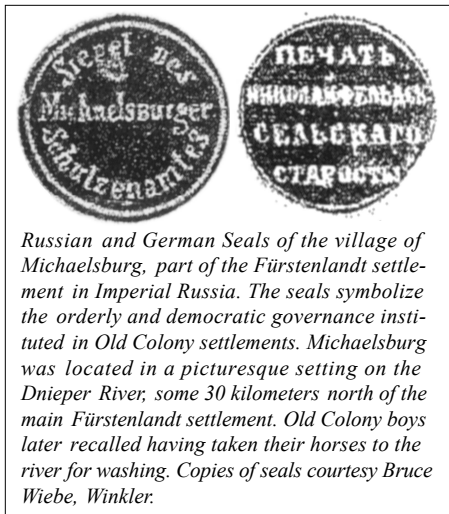 Siegel des
Michaelsburger
Schulzenamtes
ПЕЧАТЬ
НИКОЛАИФЕЛЬДСК
СЕЛЬСКАГО
СТАРОСТЫ
Russian and German Seals of the village of
Michaelsburg, part of the Fürstenlandt settle-
ment in Imperial Russia. The seals symbolize
the orderly and democratic governance insti-
tuted in Old Colony settlements. Michaelsburg
was located in a picturesque setting on the
Dnieper River, some 30 kilometers north of the
main Fürstenlandt settlement. Old Colony boys
later recalled having taken their horses to the
river for washing. Copies of seals courtesy Bruce
Wiebe, Winkler.